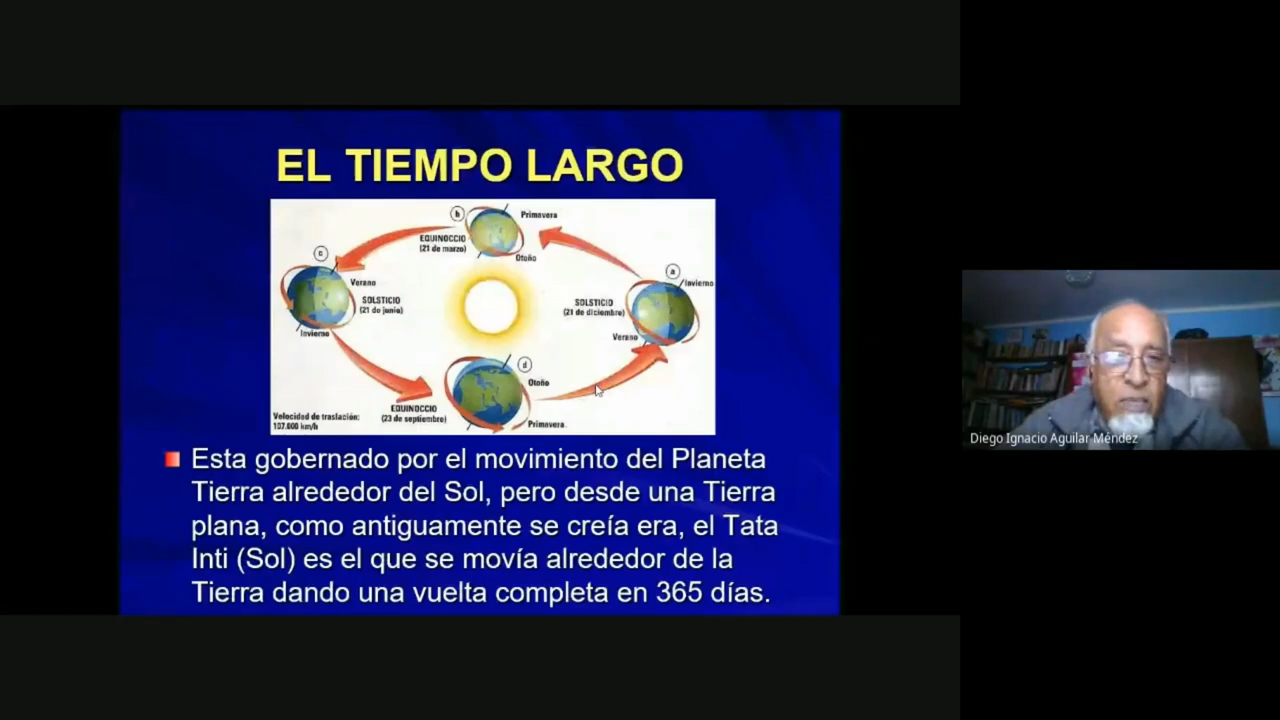 EL TIEMPO LARGO
b
Primavera
EQUINOCCIO
(21 de marzo)
Otoño
c
Verano
SOLSTICIO
(21 de junio)
Invierno
a
Invierno
SOLSTICIO
(21 de diciembre)
Verano
d
Otoño
EQUINOCCIO
(23 de septiembre)
Primavera
Velocidad de traslación:
107.000 km/h
Esta gobernado por el movimiento del Planeta
Tierra alrededor del Sol, pero desde una Tierra
plana, como antiguamente se creía era, el Tata
Inti (Sol) es el que se movía alrededor de la
Tierra dando una vuelta completa en 365 días.
Diego Ignacio Aguilar Méndez